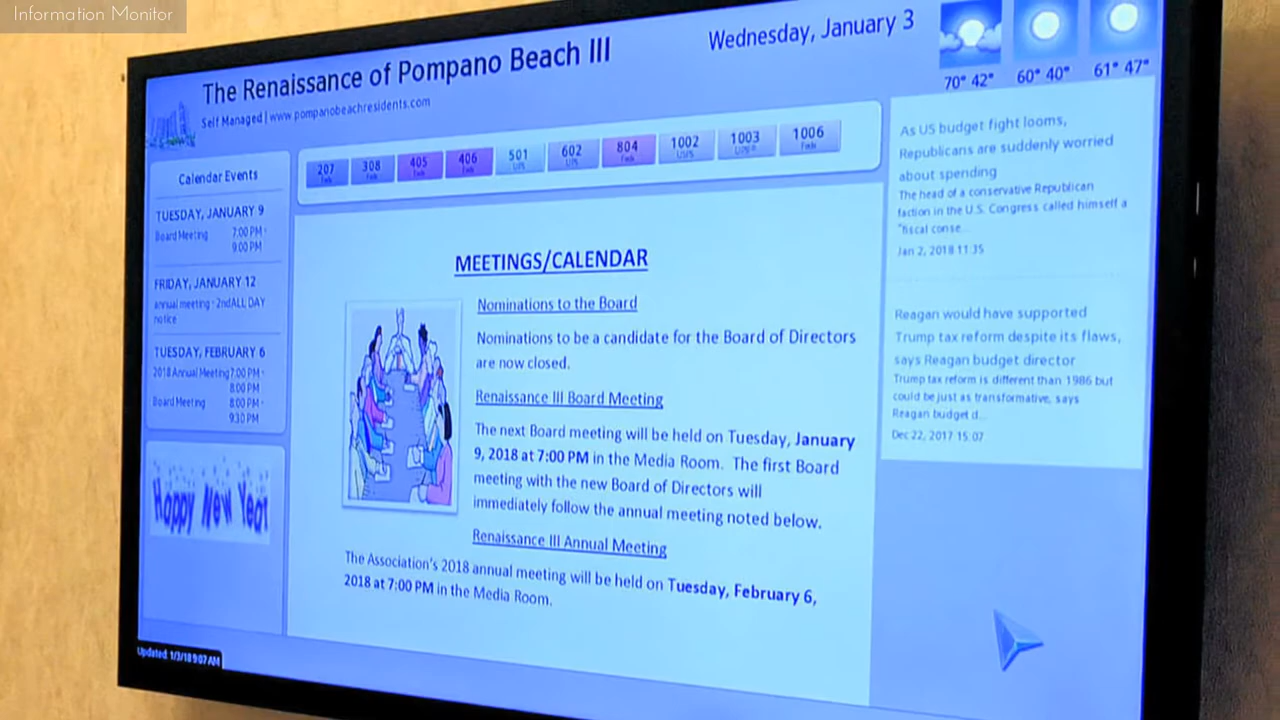 Information Monitor
The Renaissance of Pompano Beach III
Self Managed | www.pompanobeachresidents.com
Wednesday, January 3
70° 42°
60° 40°
61° 47°
207
308
405
406
501
602
804
1002
1003
1006
Calendar Events
TUESDAY, JANUARY 9
Board Meeting 7:00 PM -
9:00 PM
FRIDAY, JANUARY 12
annual meeting - 2nd ALL DAY
notice
TUESDAY, FEBRUARY 6
2018 Annual Meeting 7:00 PM -
8:00 PM
Board Meeting 8:00 PM -
9:30 PM
Happy New Year
Updated 1/3/18 9:07 AM
MEETINGS/CALENDAR
Nominations to the Board
Nominations to be a candidate for the Board of Directors
are now closed.
Renaissance III Board Meeting
The next Board meeting will be held on Tuesday, January
9, 2018 at 7:00 PM in the Media Room. The first Board
meeting with the new Board of Directors will
immediately follow the annual meeting noted below.
Renaissance III Annual Meeting
The Association's 2018 annual meeting will be held on Tuesday, February 6,
2018 at 7:00 PM in the Media Room.
As US budget fight looms,
Republicans are suddenly worried
about spending
The head of a conservative Republican
faction in the U.S. Congress called himself a
"fiscal conse...
Jan 2, 2018 11:35
Reagan would have supported
Trump tax reform despite its flaws,
says Reagan budget director
Trump tax reform is different than 1986 but
could be just as transformative, says
Reagan budget d...
Dec 22, 2017 15:07